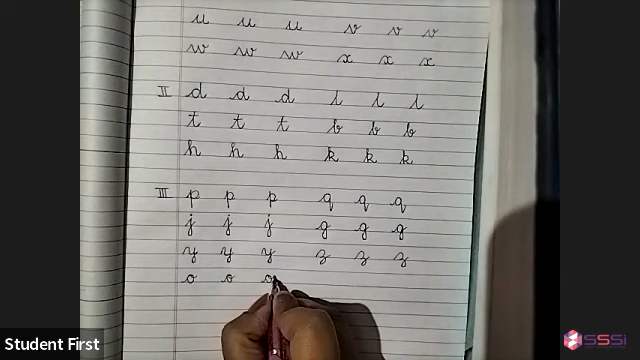 u u u v v v
w w w x x x
II d d d l l l
t t t b b b
h h h k k k
III p p p q q q
j j j g g g
y y y z z z
o o o
Student First
SSSi